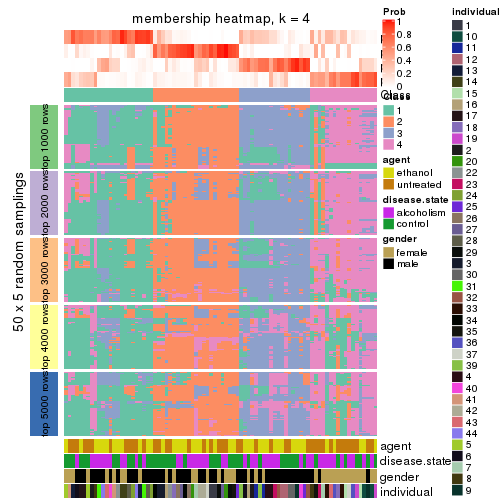 membership heatmap, k = 4
50 x 5 random samplings
top 1000 rows
top 2000 rows
top 3000 rows
top 4000 rows
top 5000 rows
Prob
1
0.8
0.6
0.4
0.2
0
Class
1
2
3
4
agent
ethanol
untreated
disease.state
alcoholism
control
gender
female
male
agent
disease.state
gender
individual
individual
1
10
11
12
13
14
15
16
17
18
19
2
20
22
23
24
25
26
27
28
29
3
30
31
32
33
34
35
36
37
39
4
40
41
42
43
44
5
6
7
8
9